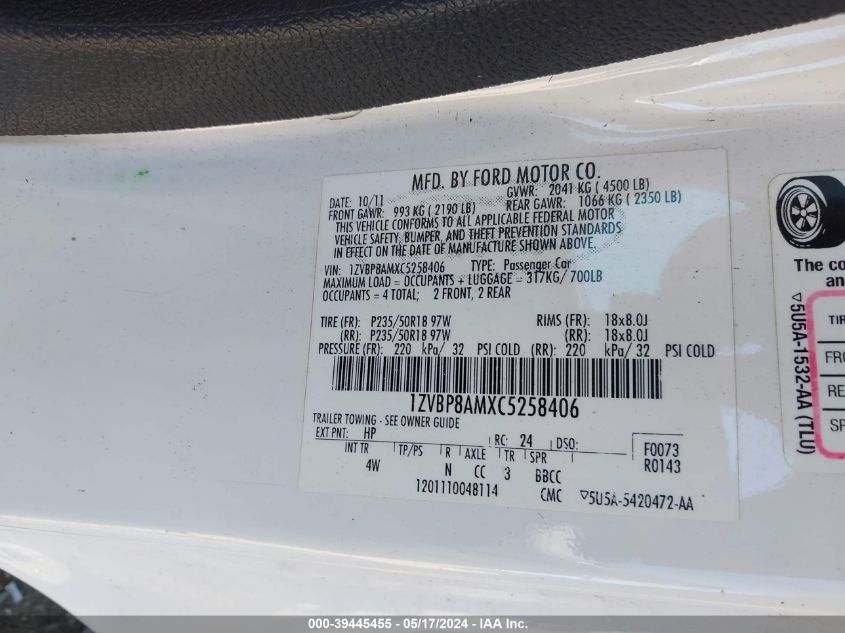 MFD. BY FORD MOTOR CO.
DATE: 10/11 GVWR: 2041 KG ( 4500 LB)
FRONT GAWR: 993 KG ( 2190 LB) REAR GAWR: 1066 KG ( 2350 LB)
THIS VEHICLE CONFORMS TO ALL APPLICABLE FEDERAL MOTOR
VEHICLE SAFETY, BUMPER, AND THEFT PREVENTION STANDARDS
IN EFFECT ON THE DATE OF MANUFACTURE SHOWN ABOVE.
VIN: 1ZVBP8AMXC5258406 TYPE: Passenger Car
MAXIMUM LOAD = OCCUPANTS + LUGGAGE = 317KG/ 700LB
OCCUPANTS = 4 TOTAL; 2 FRONT, 2 REAR
TIRE (FR): P235/50R18 97W RIMS (FR): 18x8.0J
(RR): P235/50R18 97W (RR): 18x8.0J
PRESSURE (FR): 220 kPa/ 32 PSI COLD (RR): 220 kPa/ 32 PSI COLD
1ZVBP8AMXC5258406
TRAILER TOWING - SEE OWNER GUIDE
EXT PNT: HP RC: 24 DSO: F0073
INT TR TP/PS R AXLE TR SPR R0143
4W N CC 3 BBCC
1201110048114 CMC ▽5U5A-5420472-AA
The co
an
▽5U5A-1532-AA (TLU)
TIR
FRO
RE
SP
000-39445455 - 05/17/2024 - IAA Inc.